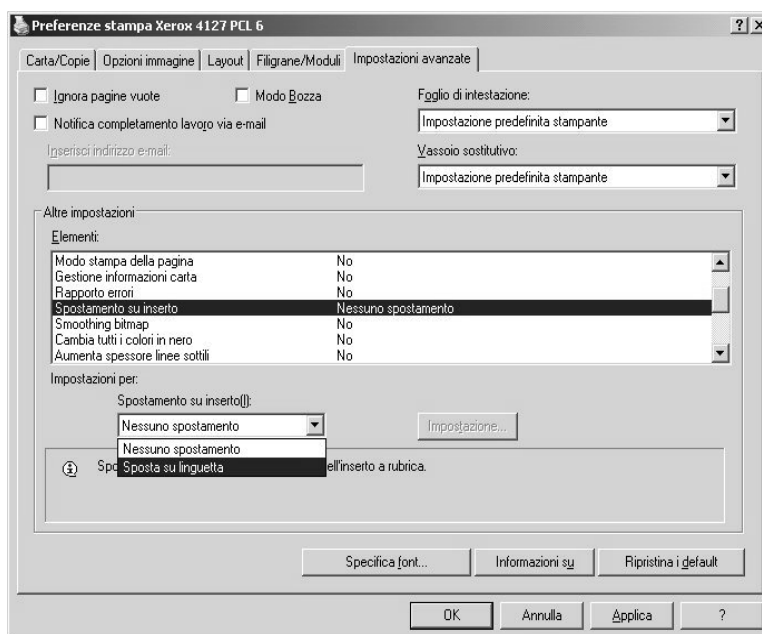 Preferenze stampa Xerox 4127 PCL 6
? X
Carta/Copie Opzioni immagine Layout Filigrane/Moduli Impostazioni avanzate
Ignora pagine vuote Modo Bozza
Foglio di intestazione:
Notifica completamento lavoro via e-mail
Impostazione predefinita stampante
Inserisci indirizzo e-mail:
Vassoio sostitutivo:
Impostazione predefinita stampante
Altre impostazioni
Elementi:
Modo stampa della pagina No
Gestione informazioni carta No
Rapporto errori No
Spostamento su inserto Nessuno spostamento
Smoothing bitmap No
Cambia tutti i colori in nero No
Aumenta spessore linee sottili No
Impostazioni per:
Spostamento su inserto(I):
Nessuno spostamento Impostazione...
Nessuno spostamento
Sposta su linguetta
ell'inserto a rubrica.
Specifica font... Informazioni su Ripristina i default
OK Annulla Applica ?